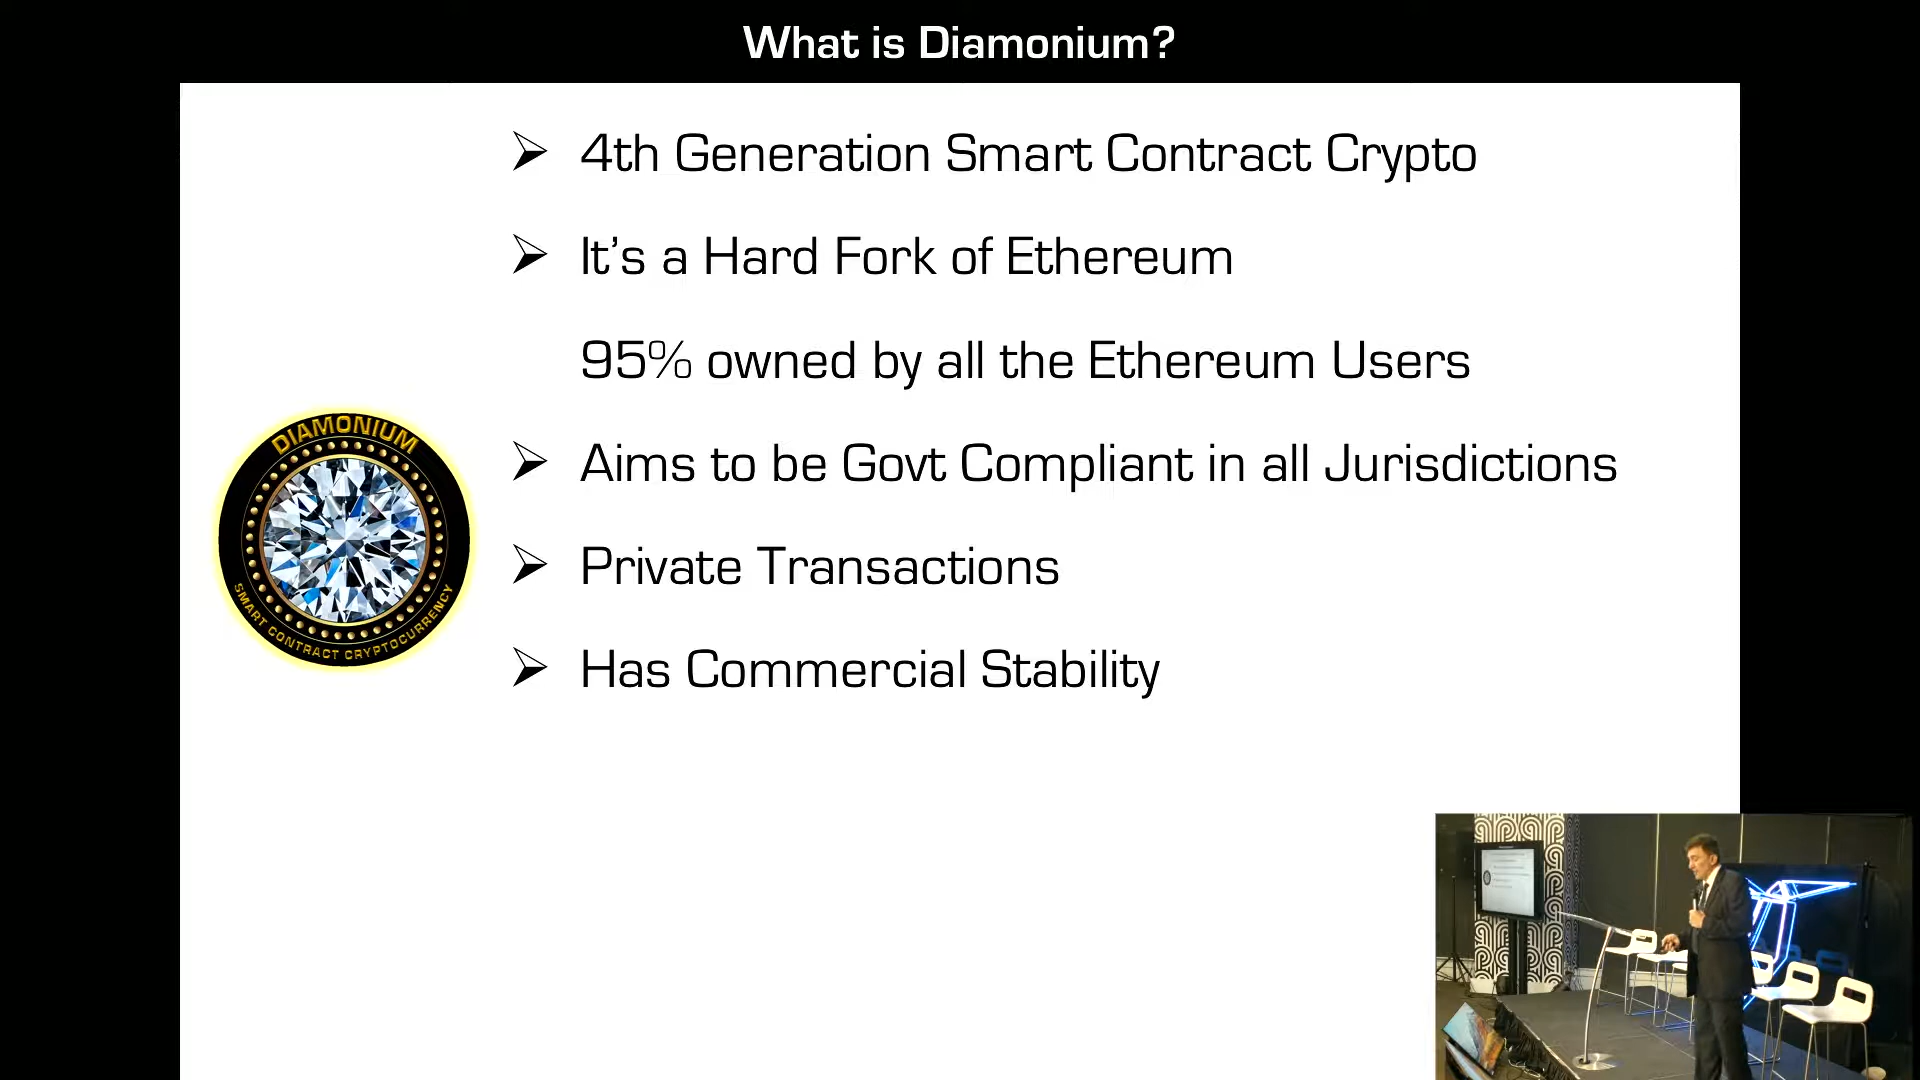 What is Diamonium?
4th Generation Smart Contract Crypto
It's a Hard Fork of Ethereum
95% owned by all the Ethereum Users
Aims to be Govt Compliant in all Jurisdictions
Private Transactions
Has Commercial Stability
DIAMONIUM
SMART CONTRACT CRYPTOCURRENCY